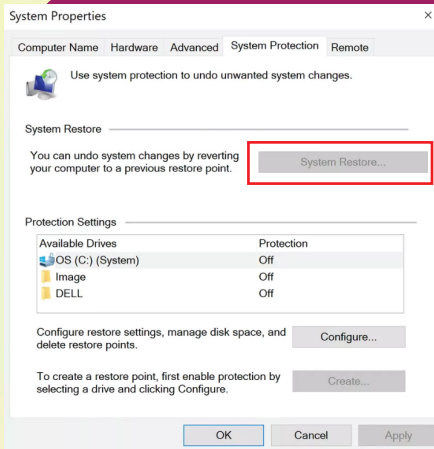 System Properties
Computer Name Hardware Advanced System Protection Remote
Use system protection to undo unwanted system changes.
System Restore
You can undo system changes by reverting
your computer to a previous restore point.
System Restore...
Protection Settings
Available Drives Protection
OS (C:) (System) Off
Image Off
DELL Off
Configure restore settings, manage disk space, and
delete restore points.
Configure...
To create a restore point, first enable protection by
selecting a drive and clicking Configure.
Create...
OK Cancel Apply